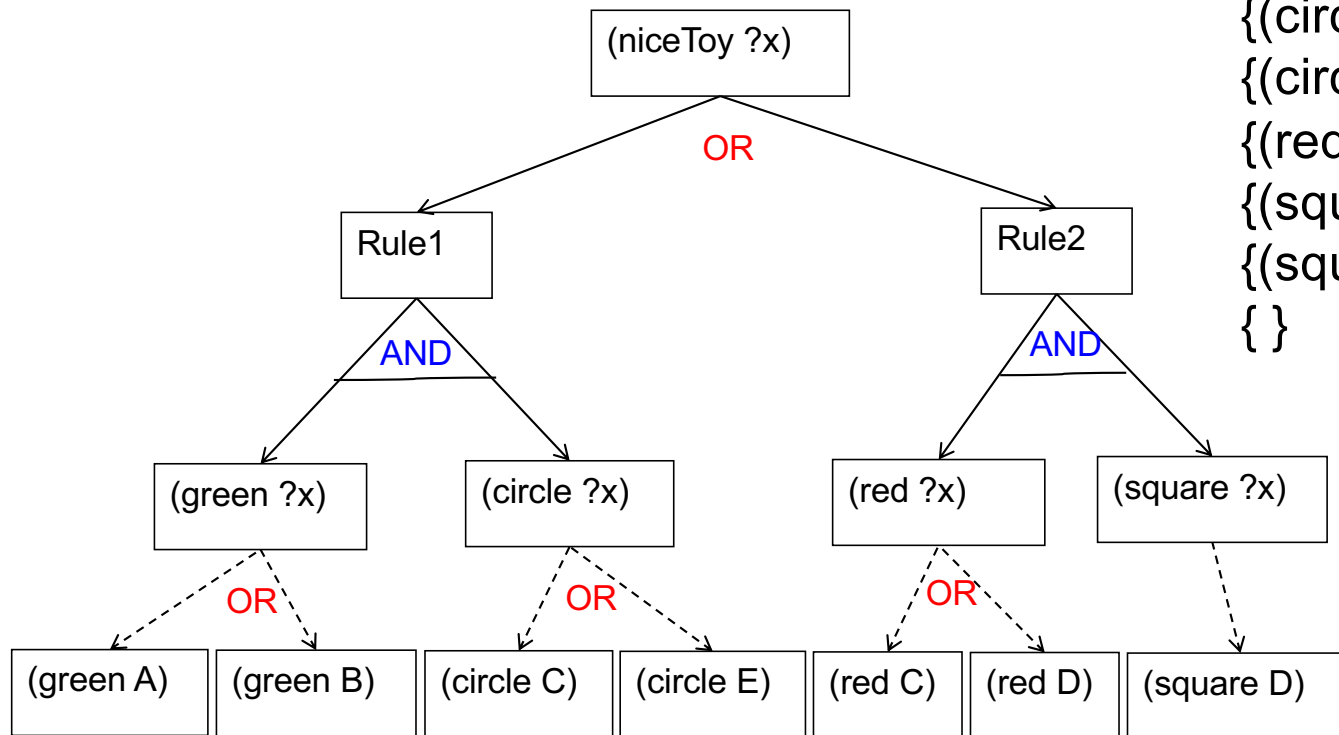 (niceToy ?x)
OR
Rule1
Rule2
AND
AND
(green ?x)
(circle ?x)
(red ?x)
(square ?x)
OR
OR
OR
(green A)
(green B)
(circle C)
(circle E)
(red C)
(red D)
(square D)
{ }